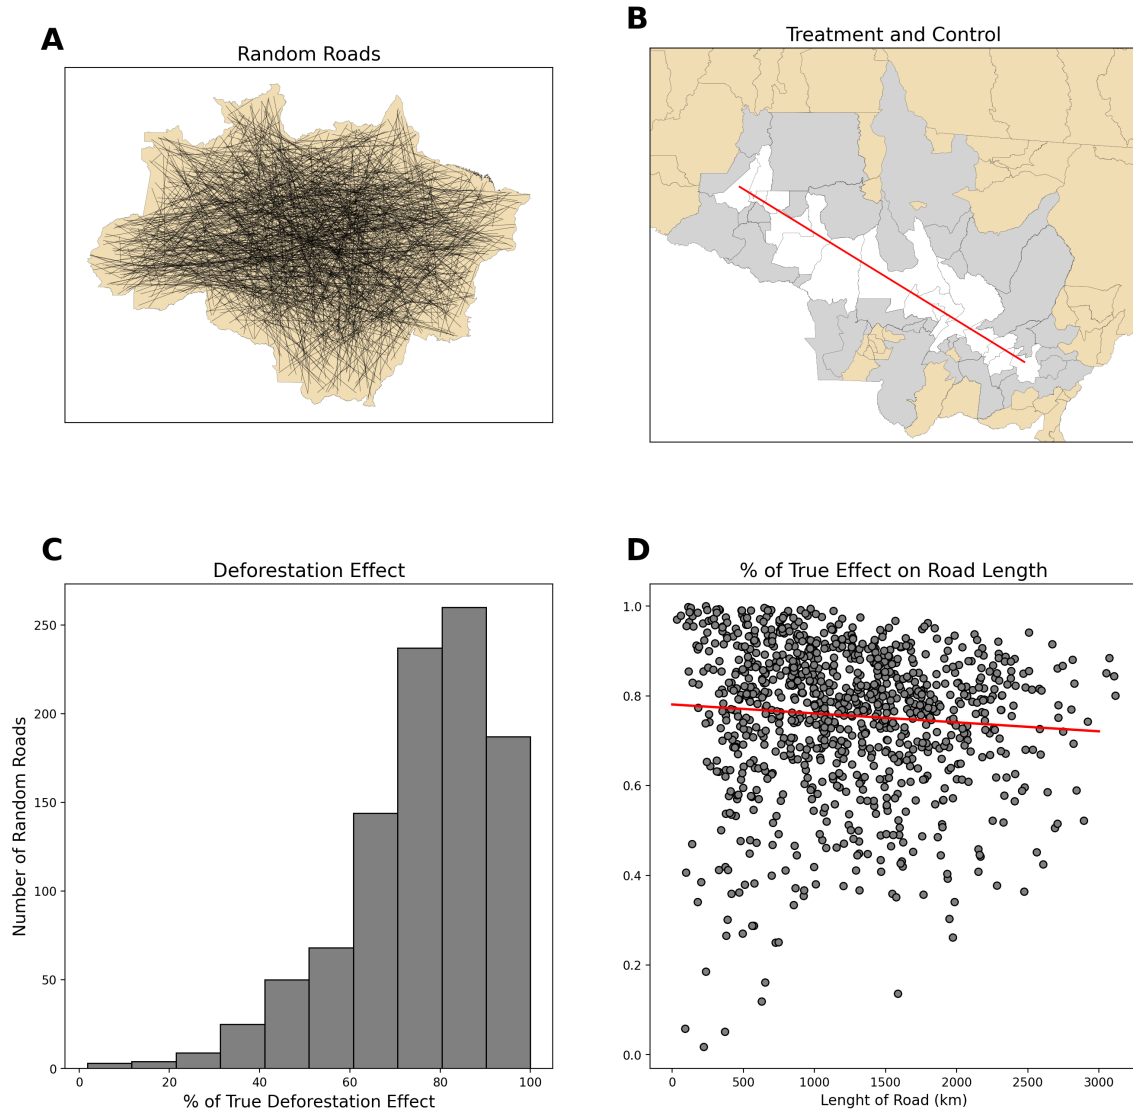 A
Random Roads
B
Treatment and Control
C
Deforestation Effect
Number of Random Roads
250
200
150
100
50
0
0 20 40 60 80 100
% of True Deforestation Effect
D
% of True Effect on Road Length
1.0
0.8
0.6
0.4
0.2
0.0
0 500 1000 1500 2000 2500 3000
Lenght of Road (km)